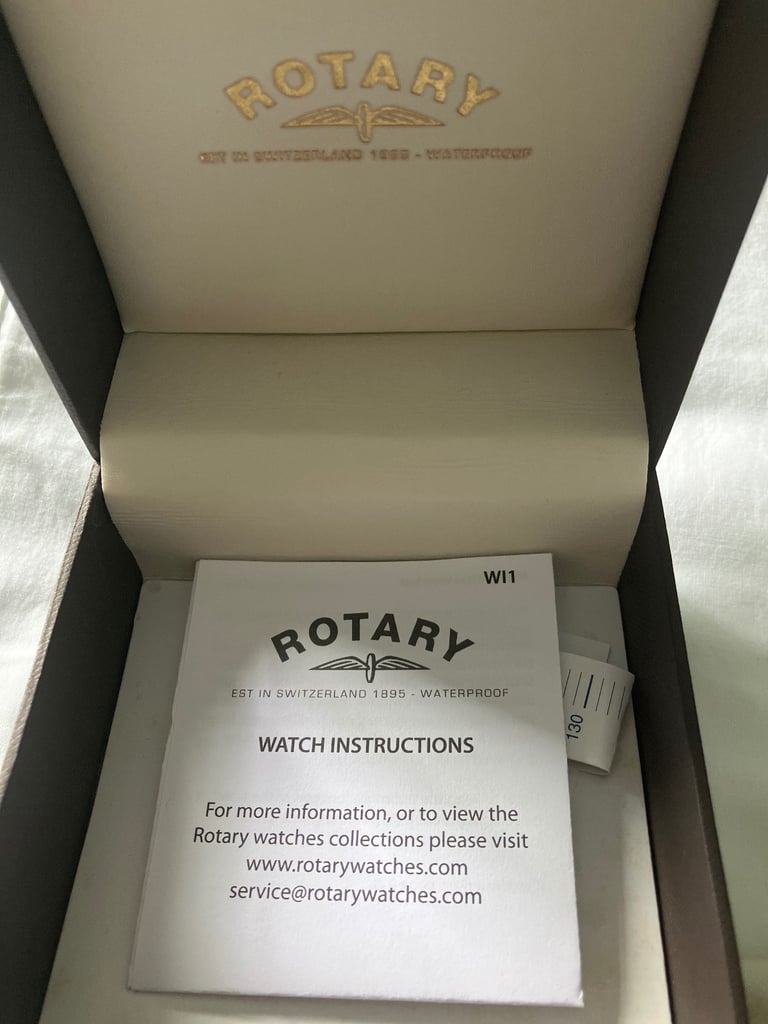 ROTARY
EST IN SWITZERLAND 1895 - WATERPROOF
WI1
ROTARY
EST IN SWITZERLAND 1895 - WATERPROOF
WATCH INSTRUCTIONS
For more information, or to view the
Rotary watches collections please visit
www.rotarywatches.com
service@rotarywatches.com
130